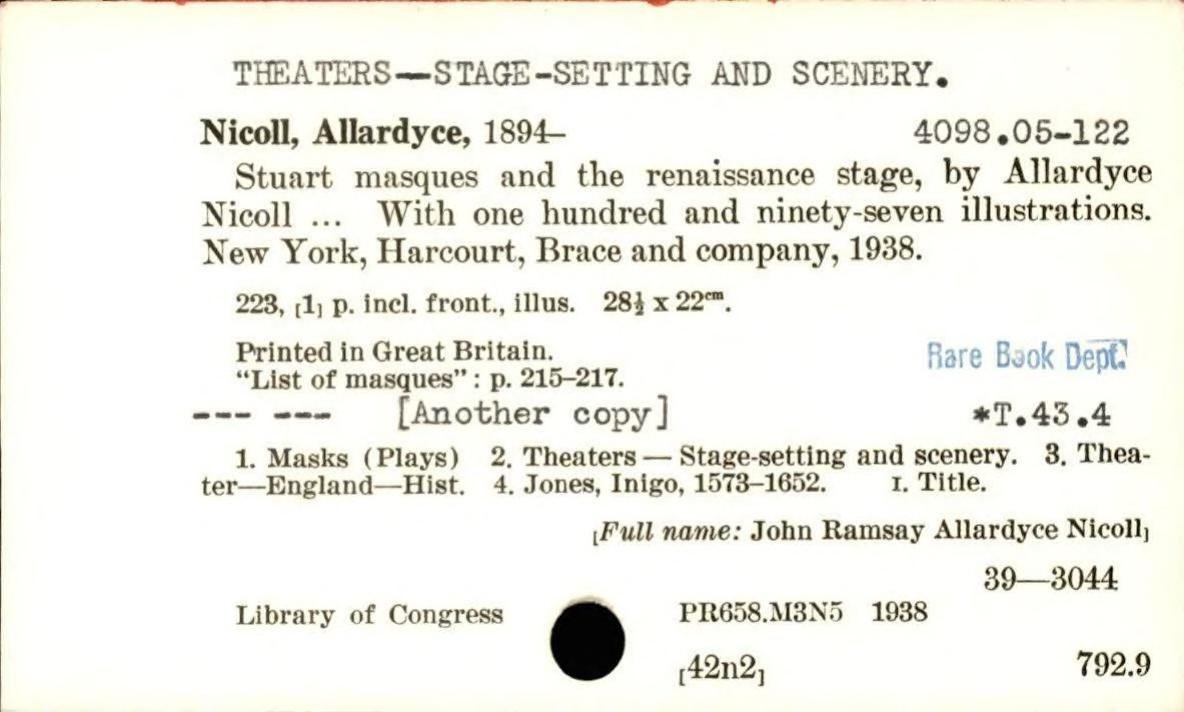 THEATERS—STAGE-SETTING AND SCENERY.
Nicoll, Allardyce, 1894– 4098.05-122
Stuart masques and the renaissance stage, by Allardyce
Nicoll ... With one hundred and ninety-seven illustrations.
New York, Harcourt, Brace and company, 1938.
223, [1] p. incl. front., illus. 28½ x 22cm.
Printed in Great Britain. Rare Book Dept.
"List of masques" : p. 215–217.
--- --- [Another copy] *T.43.4
1. Masks (Plays) 2. Theaters — Stage-setting and scenery. 3. Thea-
ter—England—Hist. 4. Jones, Inigo, 1573–1652. I. Title.
[Full name: John Ramsay Allardyce Nicoll]
39—3044
Library of Congress PR658.M3N5 1938
[42n2] 792.9